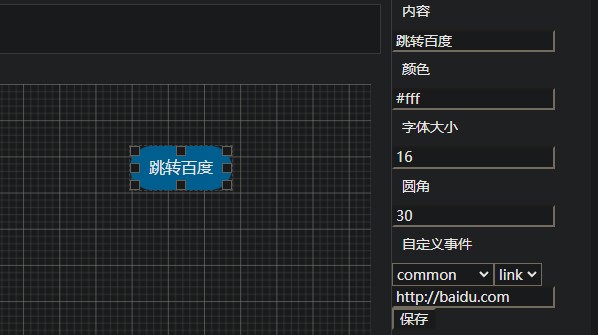 内容
跳转百度
颜色
#fff
字体大小
16
圆角
30
自定义事件
common link
http://baidu.com
保存
跳转百度